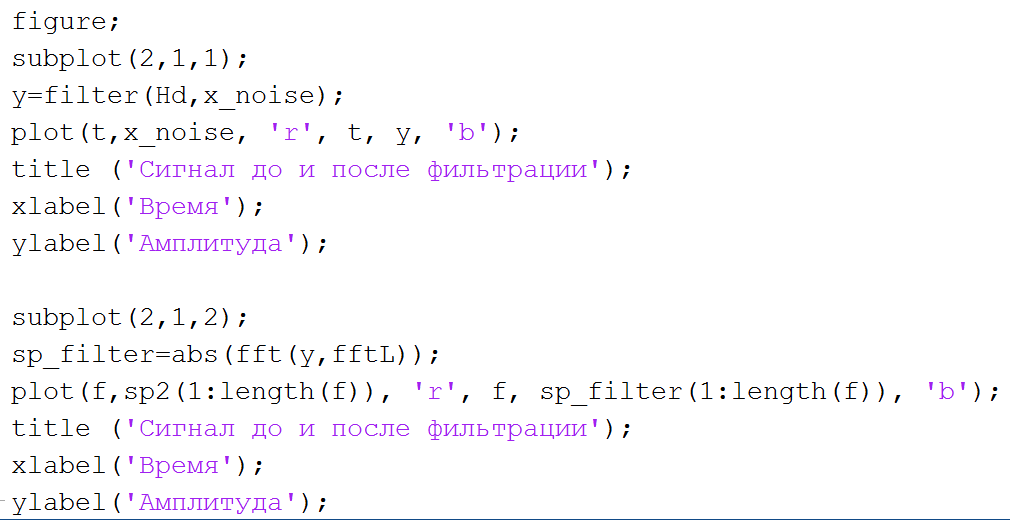 figure;
subplot(2,1,1);
y=filter(Hd,x_noise);
plot(t,x_noise, 'r', t, y, 'b');
title ('Сигнал до и после фильтрации');
xlabel('Время');
ylabel('Амплитуда');
subplot(2,1,2);
sp_filter=abs(fft(y,fftL));
plot(f,sp2(1:length(f)), 'r', f, sp_filter(1:length(f)), 'b');
title ('Сигнал до и после фильтрации');
xlabel('Время');
ylabel('Амплитуда');